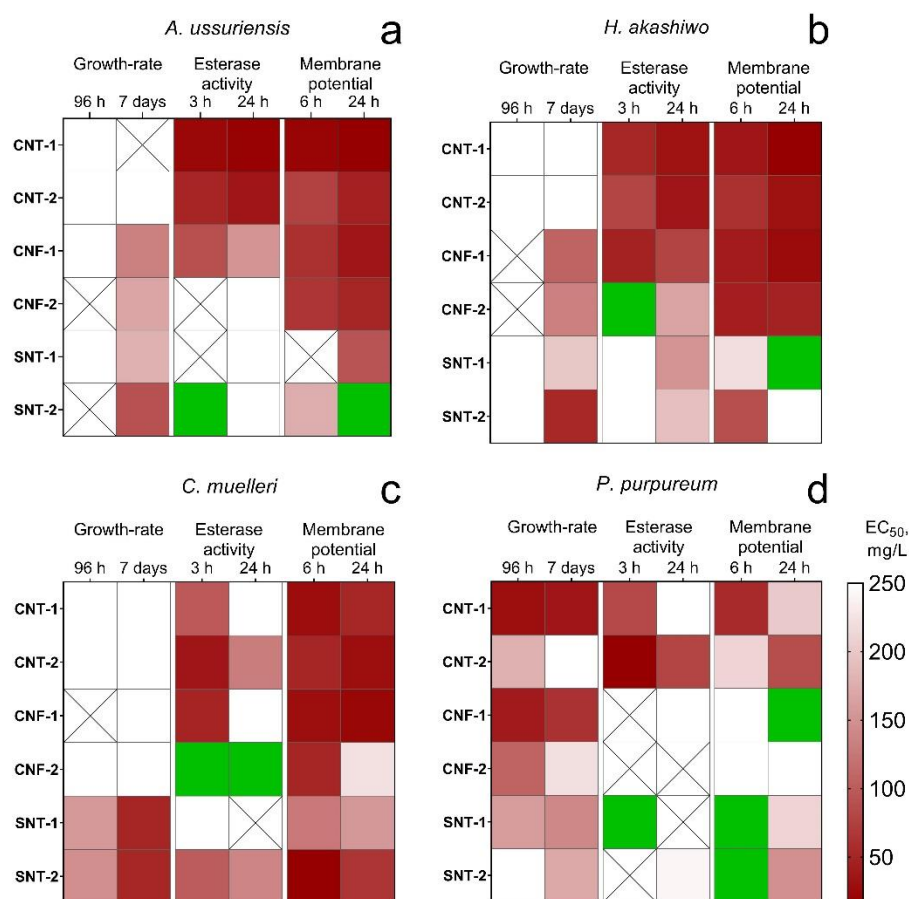 A. ussuriensis
a
Growth-rate
Esterase
activity
Membrane
potential
96 h 7 days 3 h 24 h 6 h 24 h
CNT-1
CNT-2
CNF-1
CNF-2
SNT-1
SNT-2
H. akashiwo
b
Growth-rate
Esterase
activity
Membrane
potential
96 h 7 days 3 h 24 h 6 h 24 h
CNT-1
CNT-2
CNF-1
CNF-2
SNT-1
SNT-2
C. muelleri
c
Growth-rate
Esterase
activity
Membrane
potential
96 h 7 days 3 h 24 h 6 h 24 h
CNT-1
CNT-2
CNF-1
CNF-2
SNT-1
SNT-2
P. purpureum
d
Growth-rate
Esterase
activity
Membrane
potential
96 h 7 days 3 h 24 h 6 h 24 h
CNT-1
CNT-2
CNF-1
CNF-2
SNT-1
SNT-2
EC50,
mg/L
250
200
150
100
50